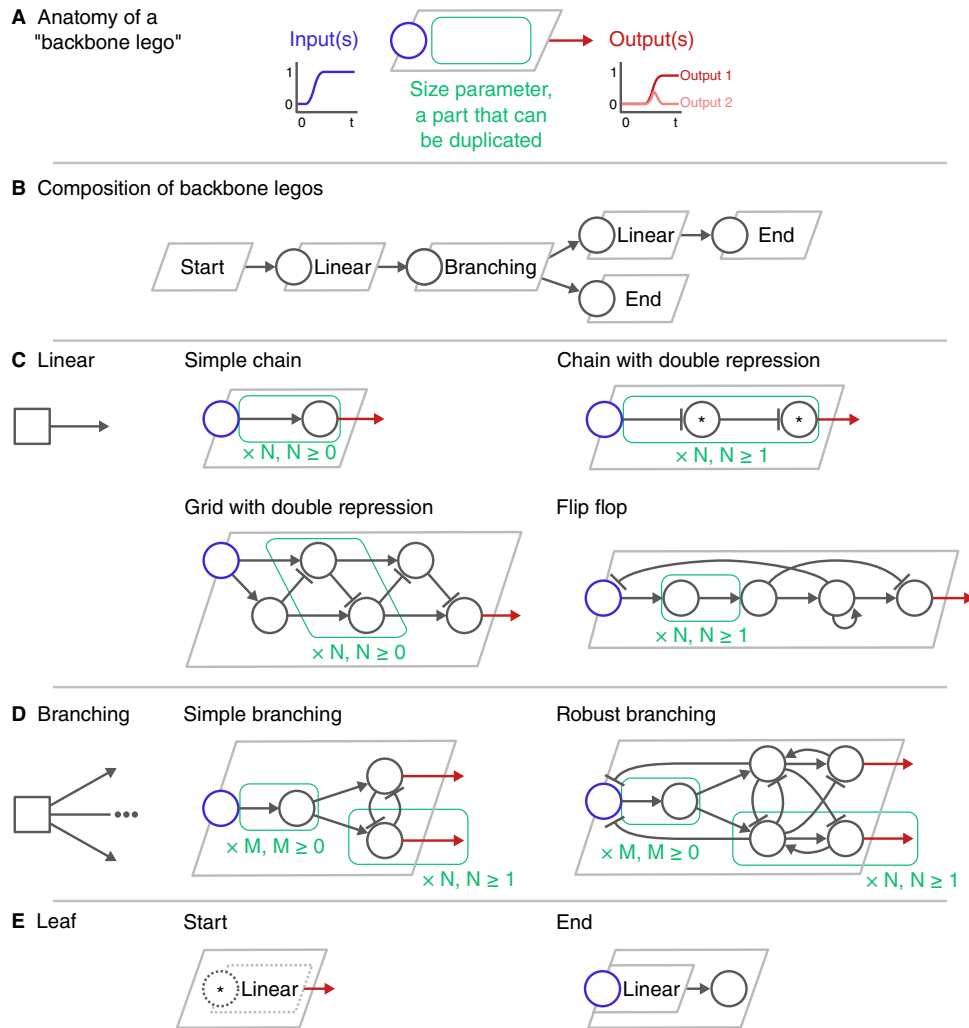 A Anatomy of a
"backbone lego"
Input(s)
Output(s)
1
0
0
t
Size parameter,
a part that can
be duplicated
1
0
0
t
Output 1
Output 2
B Composition of backbone legos
Start
Linear
Branching
Linear
End
End
C Linear
Simple chain
Chain with double repression
× N, N ≥ 0
*
*
× N, N ≥ 1
Grid with double repression
Flip flop
× N, N ≥ 0
× N, N ≥ 1
D Branching
Simple branching
Robust branching
× M, M ≥ 0
× N, N ≥ 1
× M, M ≥ 0
× N, N ≥ 1
E Leaf
Start
End
* Linear
Linear